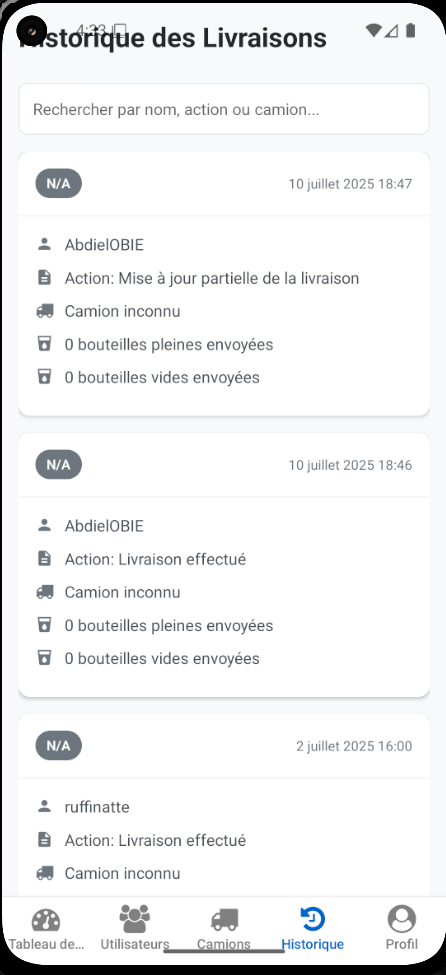 4:33
Historique des Livraisons
Rechercher par nom, action ou camion...
N/A
10 juillet 2025 18:47
AbdielOBIE
Action: Mise à jour partielle de la livraison
Camion inconnu
0 bouteilles pleines envoyées
0 bouteilles vides envoyées
N/A
10 juillet 2025 18:46
AbdielOBIE
Action: Livraison effectué
Camion inconnu
0 bouteilles pleines envoyées
0 bouteilles vides envoyées
N/A
2 juillet 2025 16:00
ruffinatte
Action: Livraison effectué
Camion inconnu
Tableau de... Utilisateurs Camions Historique Profil